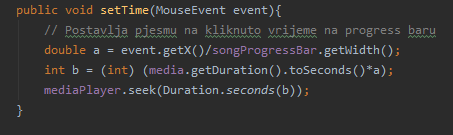 public void setTime(MouseEvent event){
// Postavlja pjesmu na kliknuto vrijeme na progress baru
double a = event.getX()/songProgressBar.getWidth();
int b = (int) (media.getDuration().toSeconds()*a);
mediaPlayer.seek(Duration.seconds(b));
}